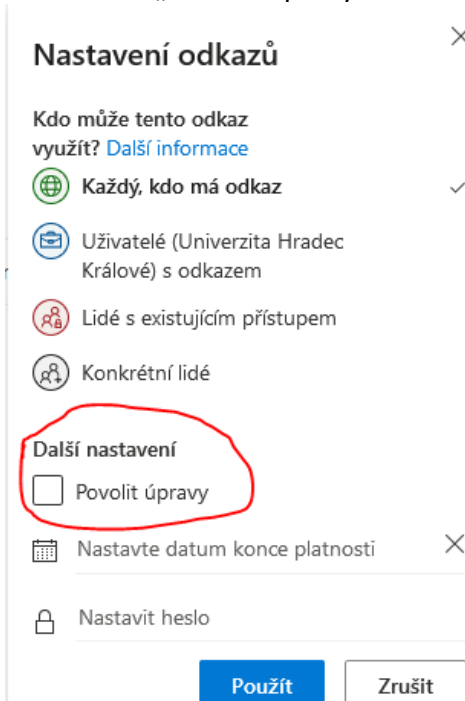 Nastavení odkazů
Kdo může tento odkaz
využít? Další informace
Každý, kdo má odkaz
Uživatelé (Univerzita Hradec
Králové) s odkazem
Lidé s existujícím přístupem
Konkrétní lidé
Další nastavení
Povolit úpravy
Nastavte datum konce platnosti
Nastavit heslo
Použít Zrušit